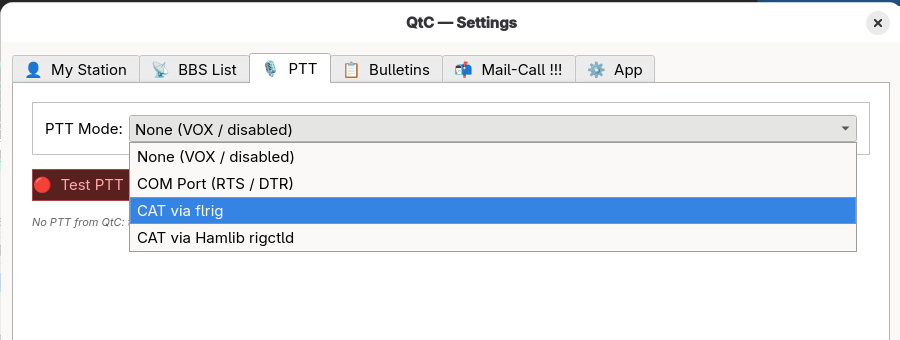 QtC — Settings
My Station
BBS List
PTT
Bulletins
Mail-Call !!!
App
PTT Mode:
None (VOX / disabled)
None (VOX / disabled)
COM Port (RTS / DTR)
CAT via flrig
CAT via Hamlib rigctld
Test PTT
No PTT from QtC: